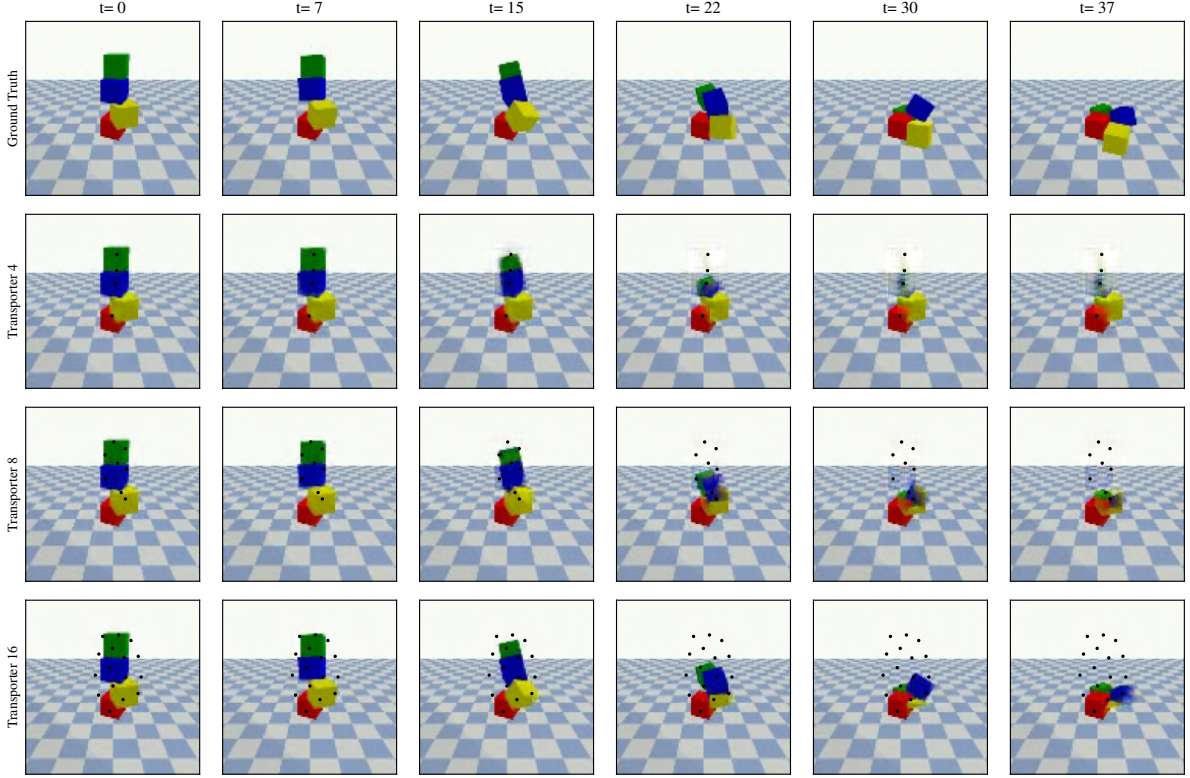 t= 0
t= 7
t= 15
t= 22
t= 30
t= 37
Ground Truth
Transporter 4
Transporter 8
Transporter 16